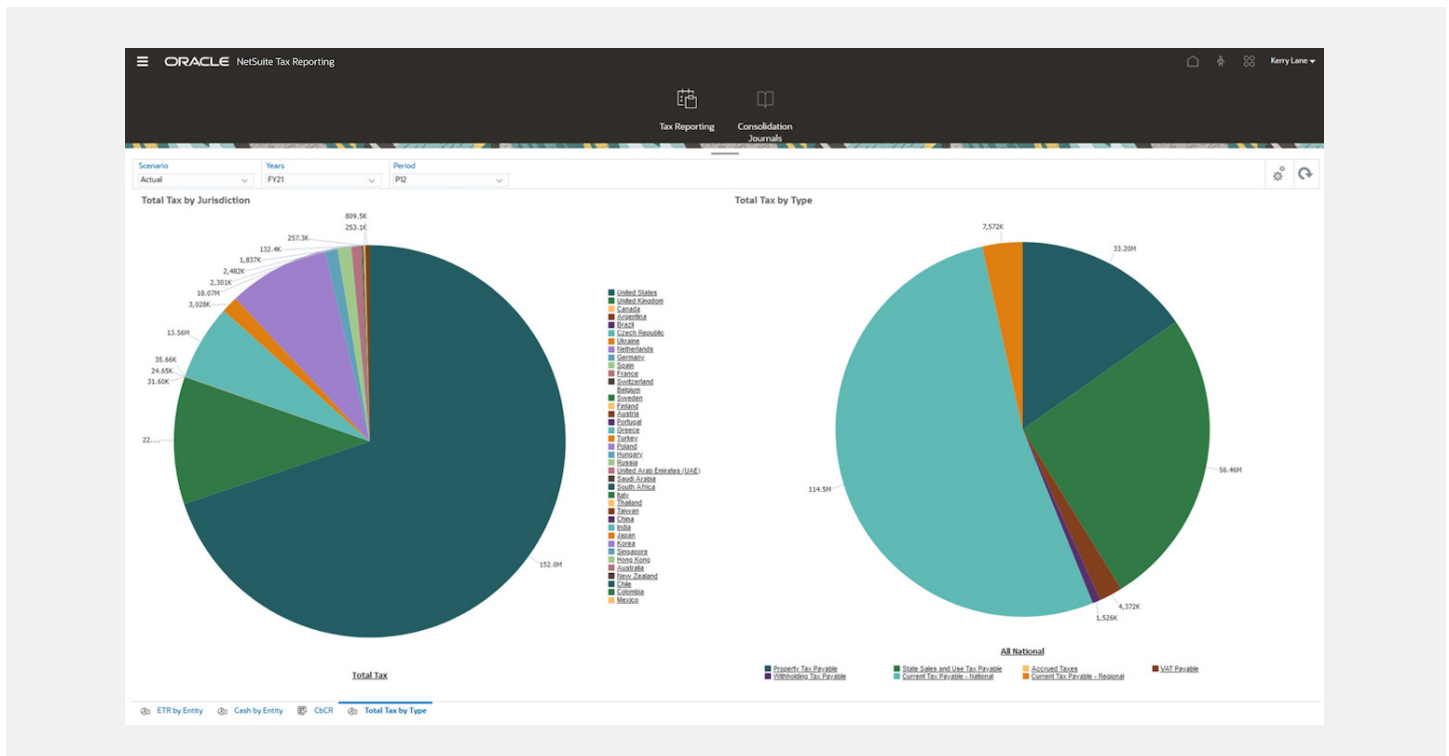 ORACLE NetSuite Tax Reporting
Kerry Lane
Tax Reporting
Consolidation
Journals
Scenario
Actual
Years
FY21
Period
P12
Total Tax by Jurisdiction
809.5K
253.1K
257.3K
132.4K
1,837K
2,482K
2,301K
18.07M
3,028K
13.56M
35.66K
24.65K
31.60K
22....
152.0M
Total Tax
United States
United Kingdom
Canada
Argentina
Brazil
Czech Republic
Ukraine
Netherlands
Germany
Spain
France
Switzerland
Belgium
Sweden
Finland
Austria
Portugal
Greece
Turkey
Poland
Hungary
Russia
United Arab Emirates (UAE)
Saudi Arabia
South Africa
Italy
Thailand
Taiwan
China
India
Japan
Korea
Singapore
Hong Kong
Australia
New Zealand
Chile
Colombia
Mexico
Total Tax by Type
7,572K
33.20M
56.46M
114.5M
4,372K
1,526K
All National
Property Tax Payable
State Sales and Use Tax Payable
Accrued Taxes
VAT Payable
Withholding Tax Payable
Current Tax Payable - National
Current Tax Payable - Regional
ETR by Entity
Cash by Entity
CbCR
Total Tax by Type